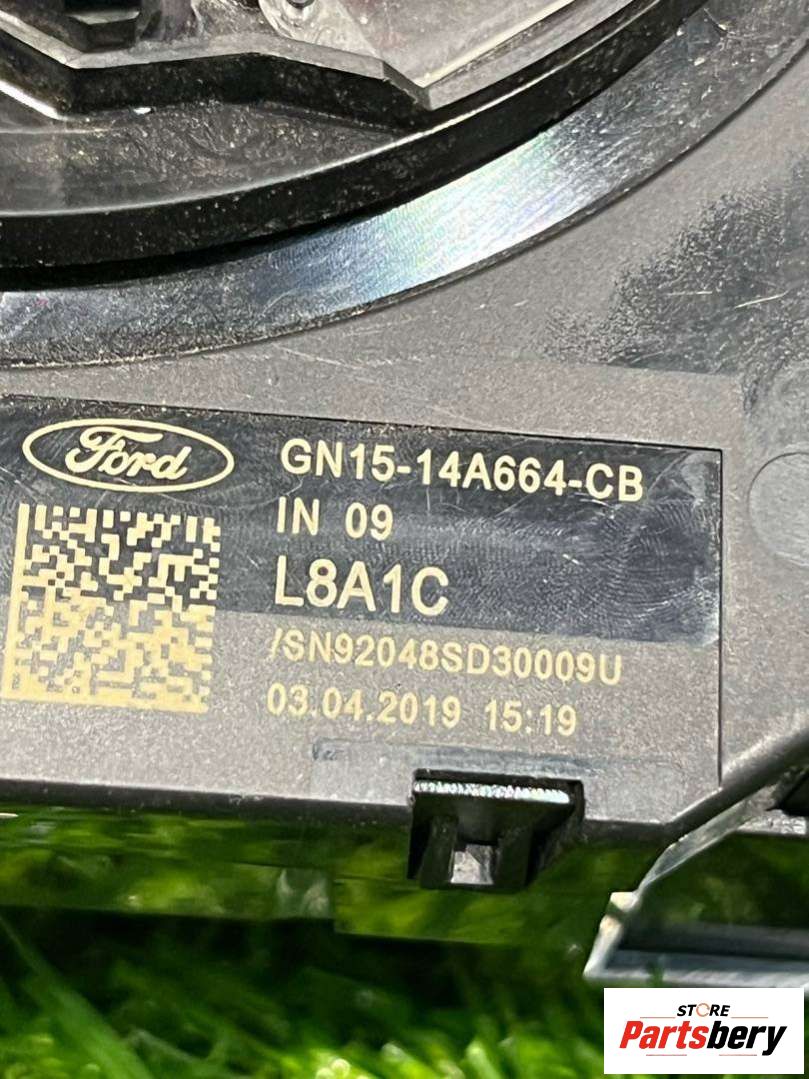 Ford
GN15-14A664-CB
IN 09
L8A1C
/SN92048SD30009U
03.04.2019 15:19
STORE
Partsbery